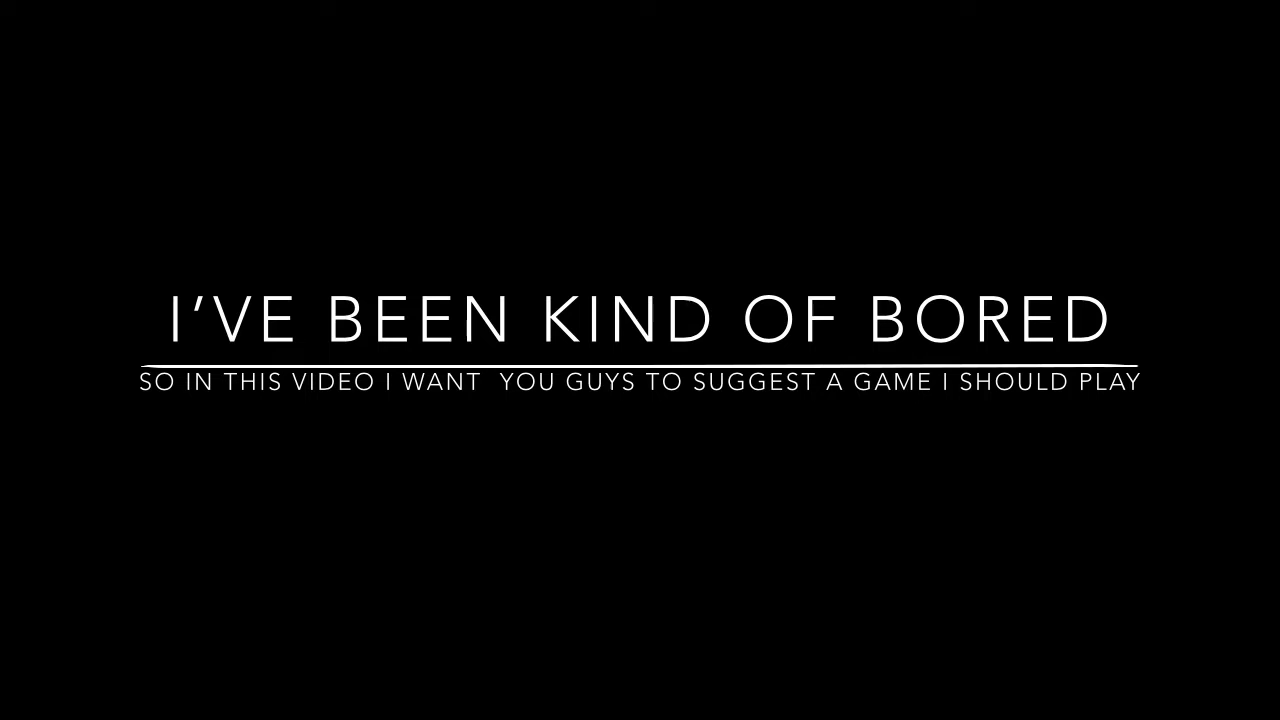 I’VE BEEN KIND OF BORED
SO IN THIS VIDEO I WANT  YOU GUYS TO SUGGEST A GAME I SHOULD PLAY